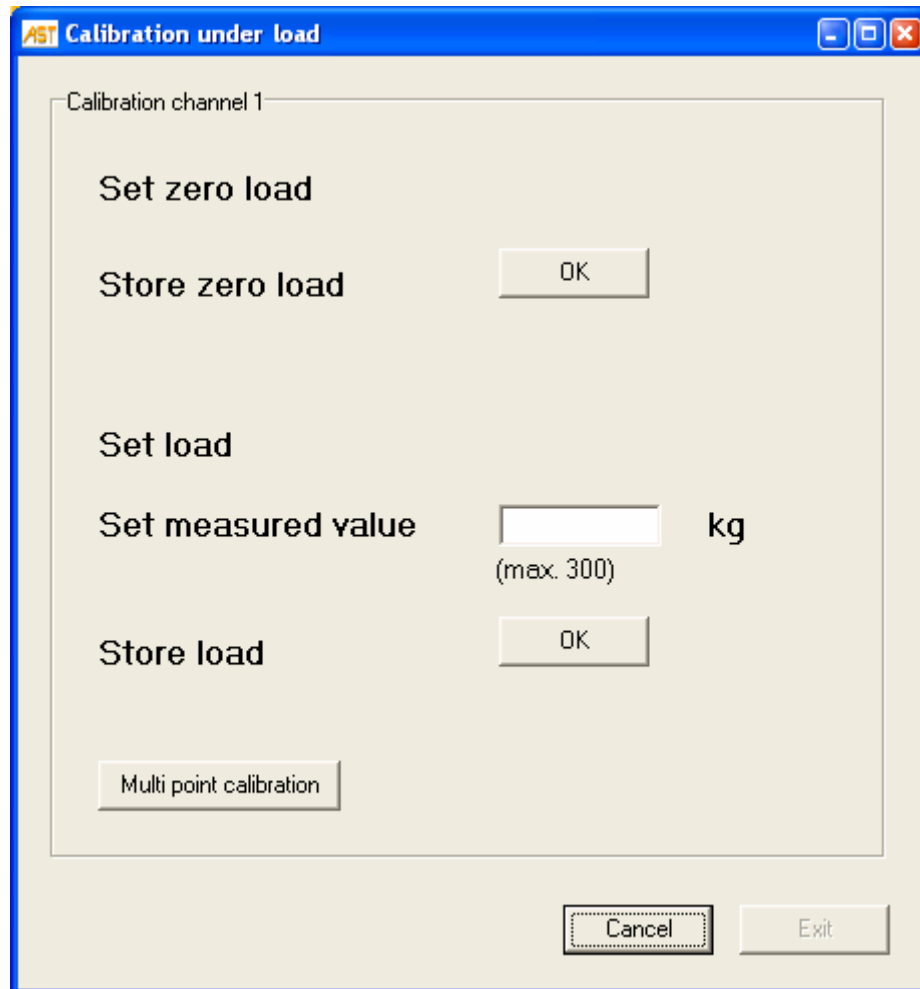 AST Calibration under load
Calibration channel 1
Set zero load
Store zero load OK
Set load
Set measured value kg
(max. 300)
Store load OK
Multi point calibration
Cancel Exit